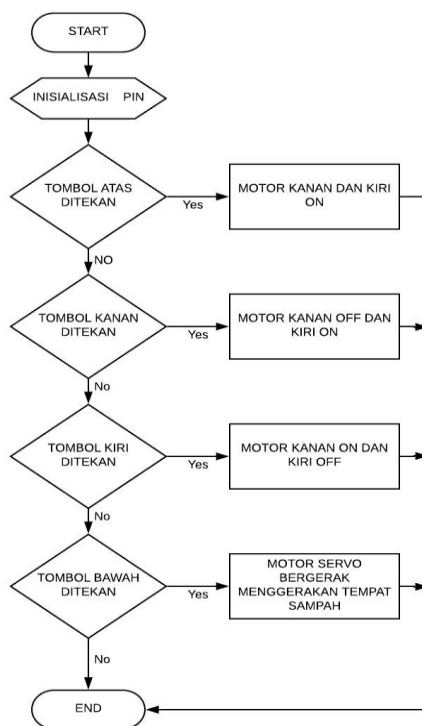 START
INISIALISASI PIN
TOMBOL ATAS
DITEKAN
Yes
MOTOR KANAN DAN KIRI
ON
NO
TOMBOL KANAN
DITEKAN
Yes
MOTOR KANAN OFF DAN
KIRI ON
No
TOMBOL KIRI
DITEKAN
Yes
MOTOR KANAN ON DAN
KIRI OFF
No
TOMBOL BAWAH
DITEKAN
Yes
MOTOR SERVO
BERGERAK
MENGGERAKAN TEMPAT
SAMPAH
No
END